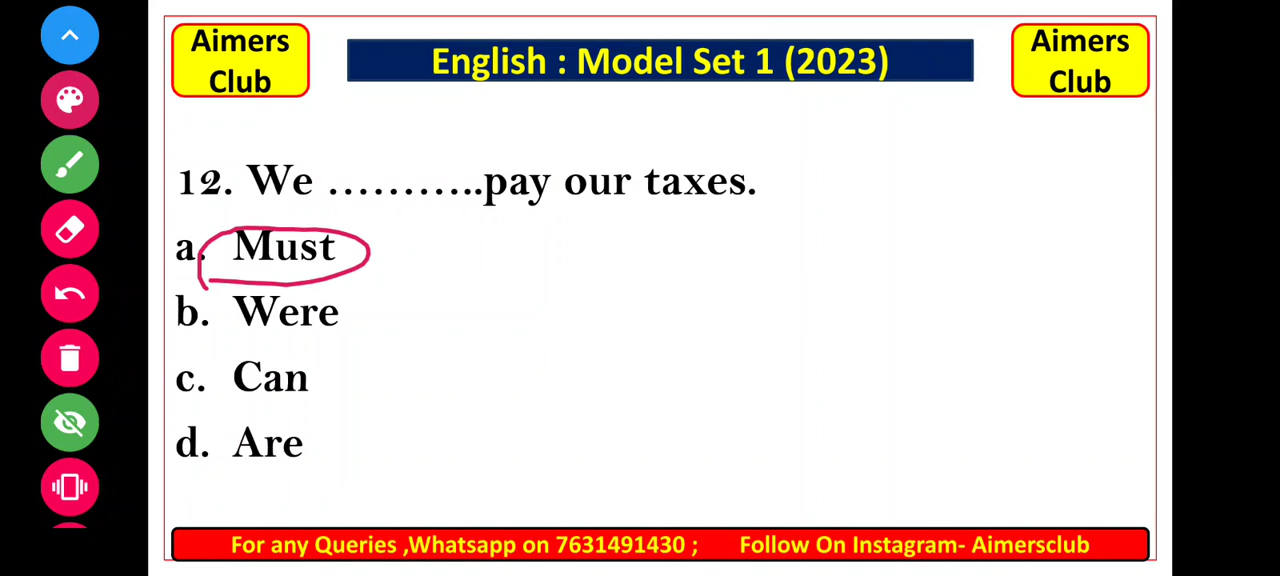 Aimers
Club
English : Model Set 1 (2023)
Aimers
Club
12. We ………..pay our taxes.
a. Must
b. Were
c. Can
d. Are
For any Queries ,Whatsapp on 7631491430 ; Follow On Instagram- Aimersclub